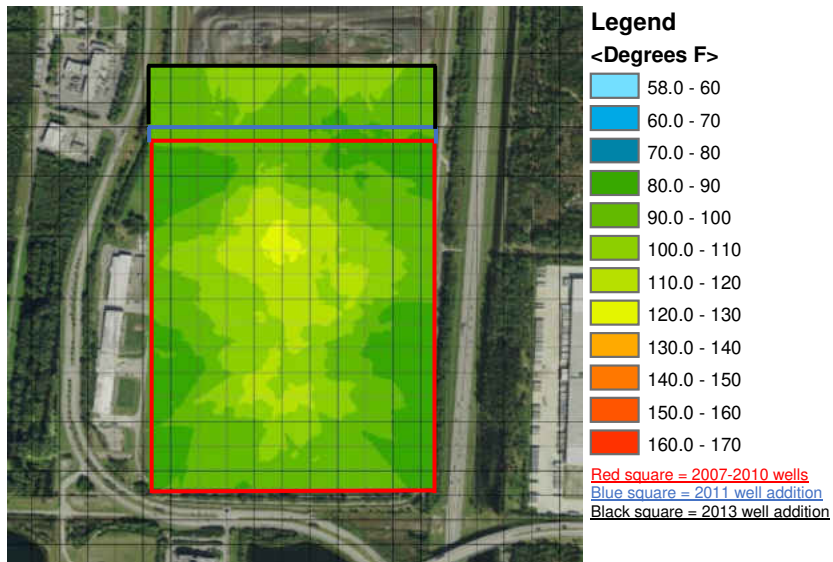 Legend
<Degrees F>
58.0 - 60
60.0 - 70
70.0 - 80
80.0 - 90
90.0 - 100
100.0 - 110
110.0 - 120
120.0 - 130
130.0 - 140
140.0 - 150
150.0 - 160
160.0 - 170
Red square = 2007-2010 wells
Blue square = 2011 well addition
Black square = 2013 well addition